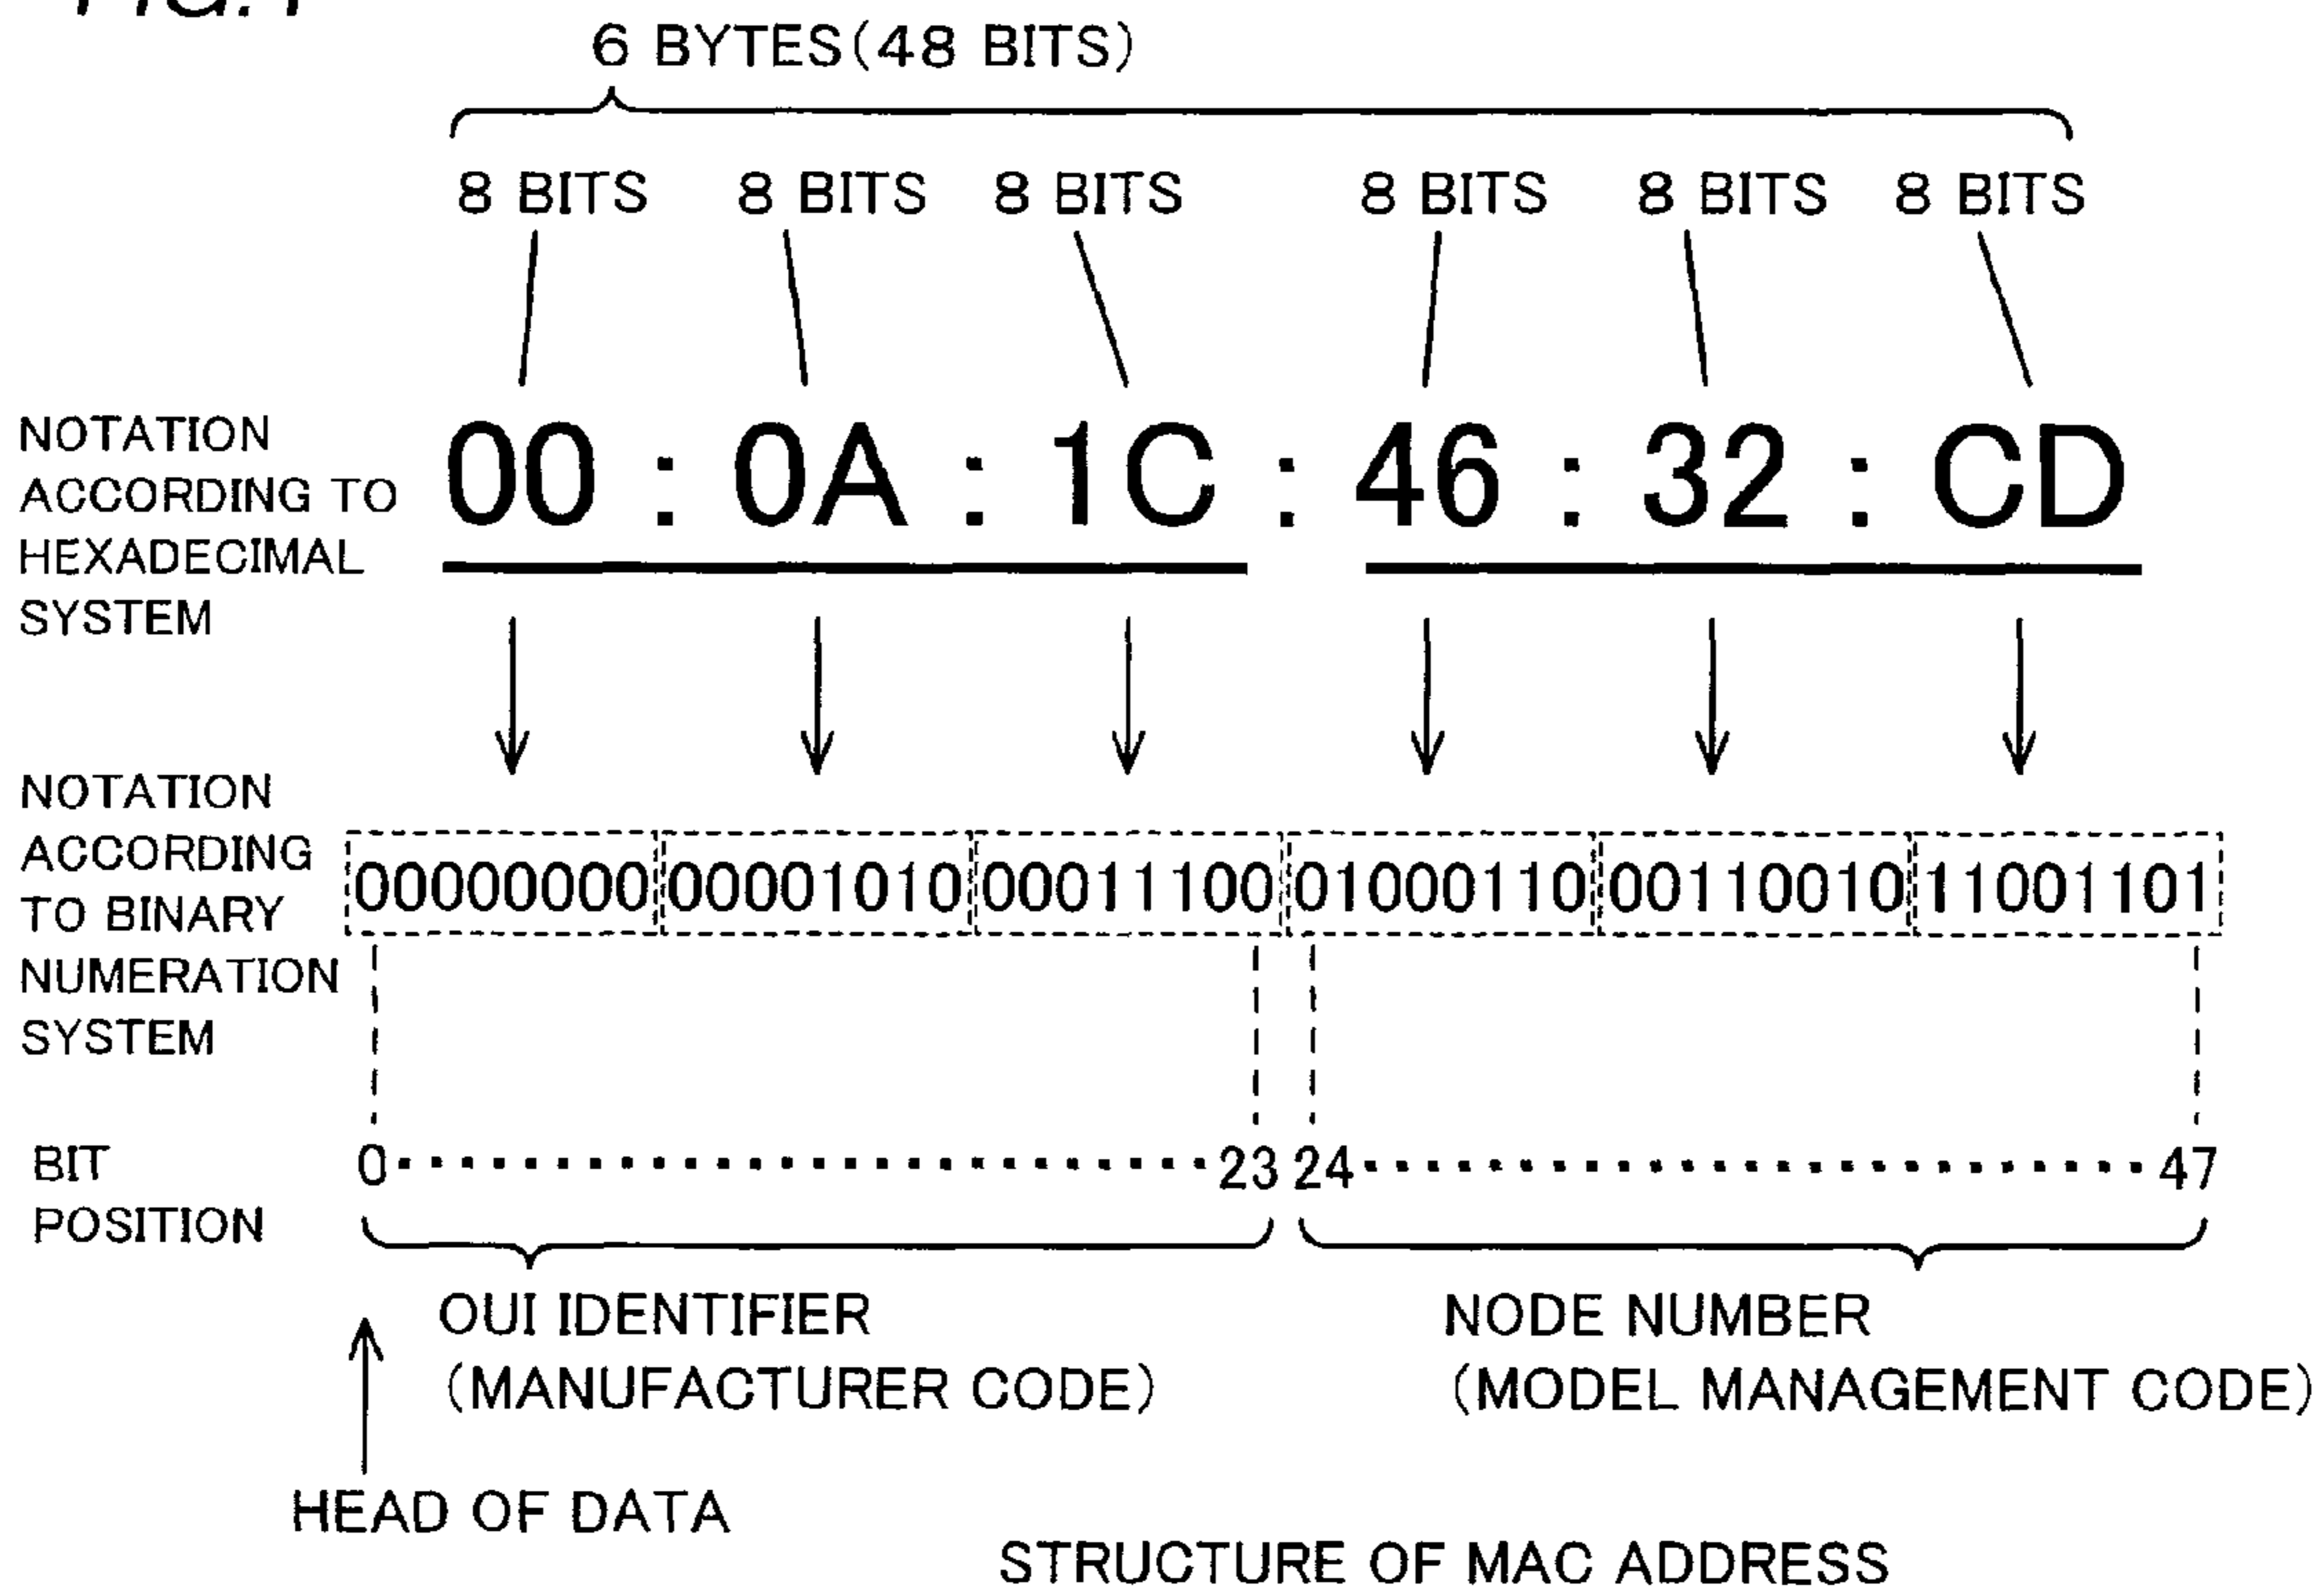 FIG.1
6 BYTES(48 BITS)
8 BITS 8 BITS 8 BITS 8 BITS 8 BITS 8 BITS
NOTATION
ACCORDING TO
HEXADECIMAL
SYSTEM
00 : 0A : 1C : 46 : 32 : CD
NOTATION
ACCORDING
TO BINARY
NUMERATION
SYSTEM
00000000 00001010 00011100 01000110 00110010 11001101
BIT
POSITION
0 ························· 23 24 ························· 47
OUI IDENTIFIER
(MANUFACTURER CODE)
NODE NUMBER
(MODEL MANAGEMENT CODE)
HEAD OF DATA
STRUCTURE OF MAC ADDRESS